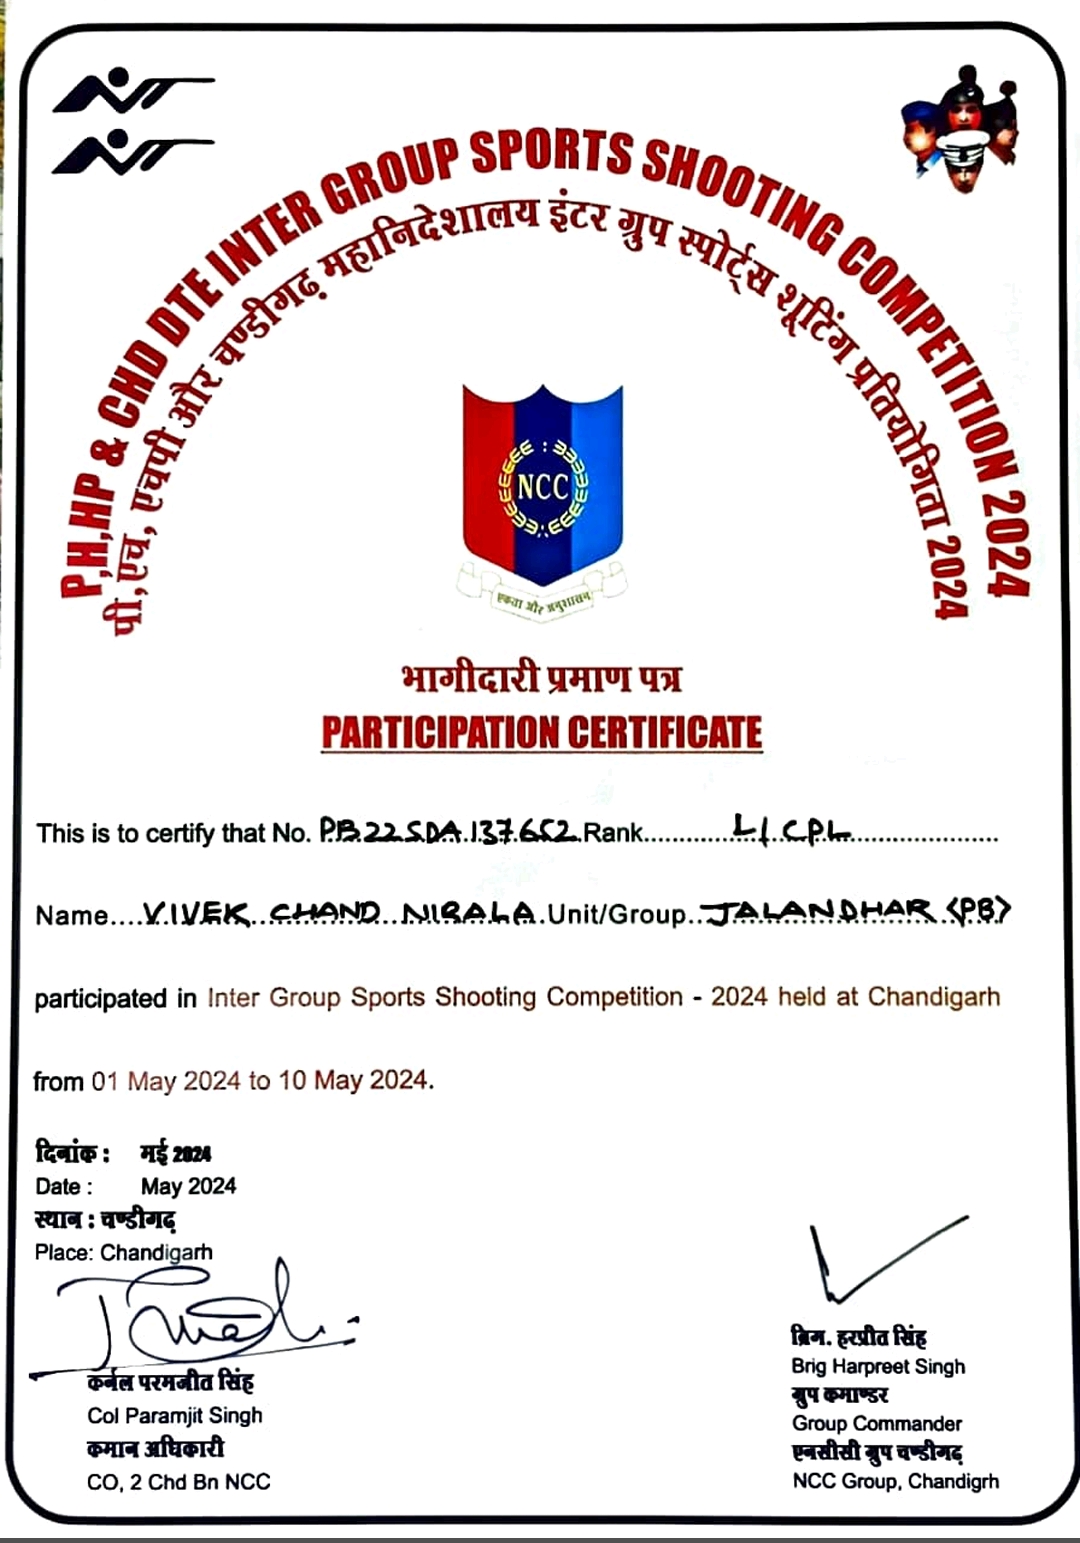 P,H,HP & CHD DTE INTER GROUP SPORTS SHOOTING COMPETITION 2024
पी,एच, एचपी और चण्डीगढ़ महानिदेशालय इंटर ग्रुप स्पोर्ट्स शूटिंग प्रतियोगिता 2024
NCC
एकता और अनुशासन
भागीदारी प्रमाण पत्र
PARTICIPATION CERTIFICATE
This is to certify that No. PB22SDA137652 Rank L/CPL
Name VIVEK CHAND NIRALA Unit/Group JALANDHAR (PB)
participated in Inter Group Sports Shooting Competition - 2024 held at Chandigarh
from 01 May 2024 to 10 May 2024.
दिनांक : मई 2024
Date : May 2024
स्थान : चण्डीगढ़
Place: Chandigarh
कर्नल परमजीत सिंह
Col Paramjit Singh
कमान अधिकारी
CO, 2 Chd Bn NCC
ब्रिग. हरप्रीत सिंह
Brig Harpreet Singh
ग्रुप कमाण्डर
Group Commander
एनसीसी ग्रुप चण्डीगढ़
NCC Group, Chandigrh